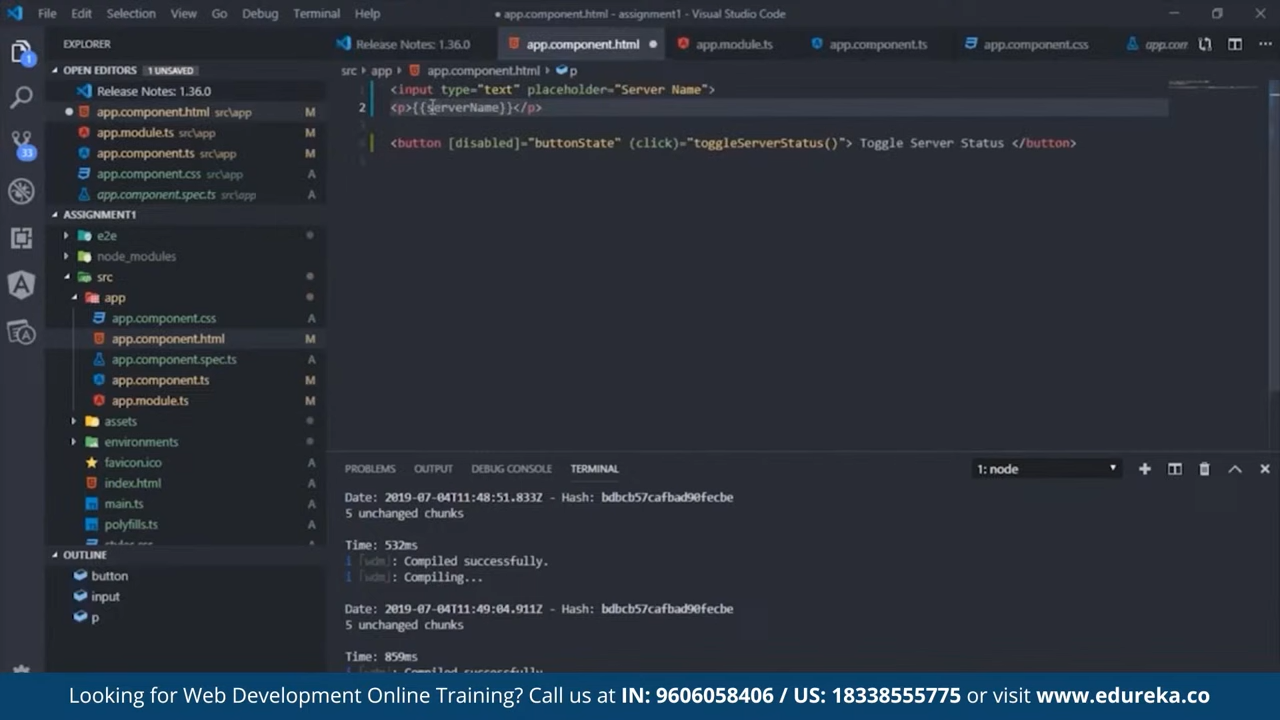 File Edit Selection View Go Debug Terminal Help
● app.component.html - assignment1 - Visual Studio Code
EXPLORER
Release Notes: 1.36.0
app.component.html
app.module.ts
app.component.ts
app.component.css
OPEN EDITORS 1 UNSAVED
src › app › app.component.html › p
Release Notes: 1.36.0
app.component.html src\app M
app.module.ts src\app M
app.component.ts src\app M
app.component.css src\app A
app.component.spec.ts src\app A
<input type="text" placeholder="Server Name">
2 <p>{{serverName}}</p>
<button [disabled]="buttonState" (click)="toggleServerStatus()"> Toggle Server Status </button>
1
33
ASSIGNMENT1
e2e
node_modules
src
app
app.component.css A
app.component.html M
app.component.spec.ts A
app.component.ts M
app.module.ts M
assets
environments
favicon.ico A
index.html A
main.ts A
polyfills.ts A
OUTLINE
button
input
p
PROBLEMS OUTPUT DEBUG CONSOLE TERMINAL
1: node
Date: 2019-07-04T11:48:51.833Z - Hash: bdbcb57cafbad90fecbe
5 unchanged chunks
Time: 532ms
i ｢wdm｣: Compiled successfully.
i ｢wdm｣: Compiling...
Date: 2019-07-04T11:49:04.911Z - Hash: bdbcb57cafbad90fecbe
5 unchanged chunks
Time: 859ms
Looking for Web Development Online Training? Call us at IN: 9606058406 / US: 18338555775 or visit www.edureka.co